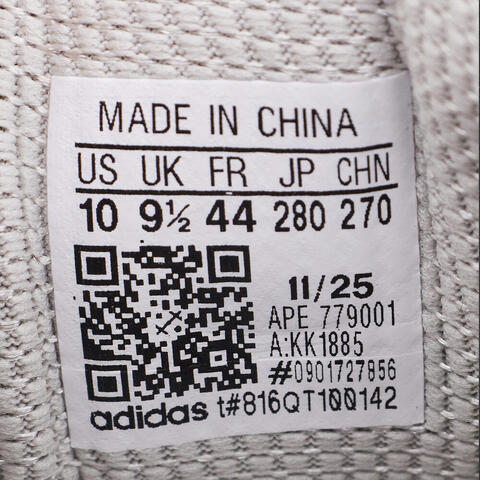 MADE IN CHINA
US UK FR JP CHN
10 9½ 44 280 270
11/25
APE 779001
A:KK1885
#0901727856
adidas t#816QT100142